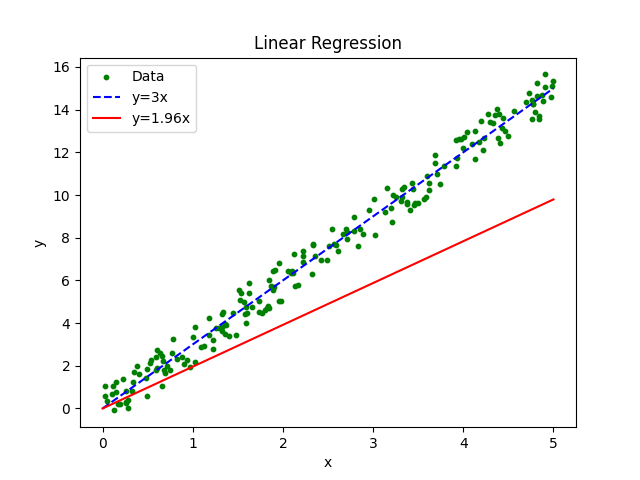 Linear Regression
Data
y=3x
y=1.96x
16
14
12
10
8
6
4
2
0
y
0 1 2 3 4 5
x